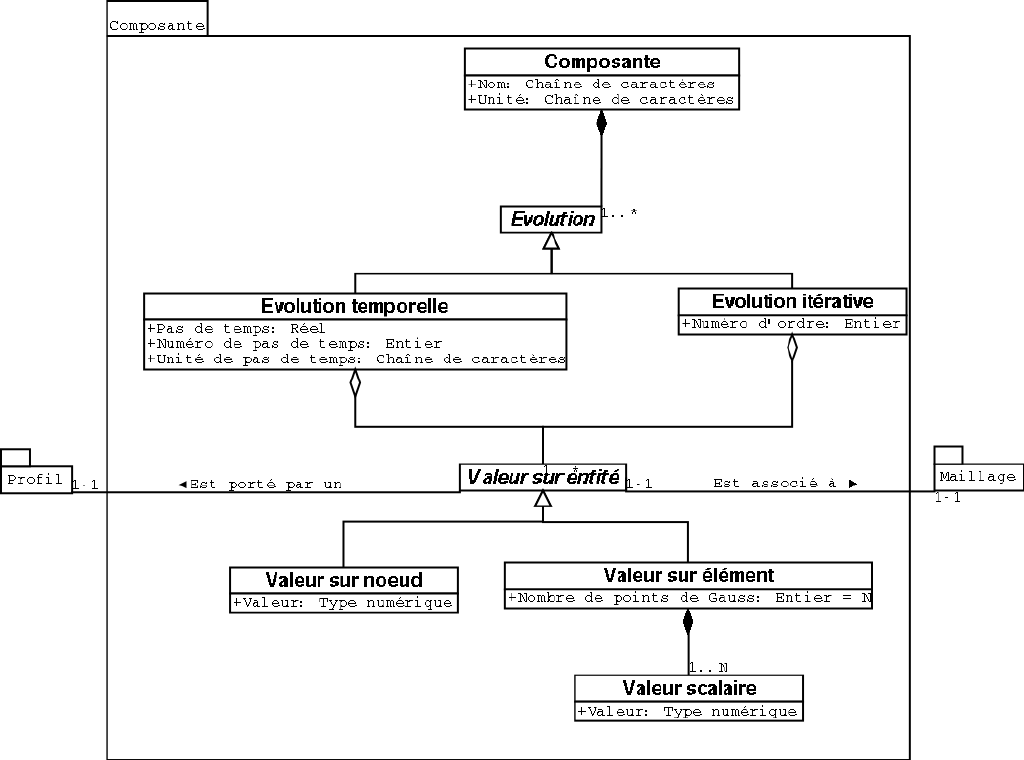 Composante
Composante
+Nom: Chaîne de caractères
+Unité: Chaîne de caractères
1..*
Evolution
Evolution temporelle
+Pas de temps: Réel
+Numéro de pas de temps: Entier
+Unité de pas de temps: Chaîne de caractères
Evolution itérative
+Numéro d'ordre: Entier
Profil
1-1
Est porté par un
Valeur sur entité
1..*
1-1
Est associé à
1-1
Maillage
Valeur sur noeud
+Valeur: Type numérique
Valeur sur élément
+Nombre de points de Gauss: Entier = N
1..N
Valeur scalaire
+Valeur: Type numérique